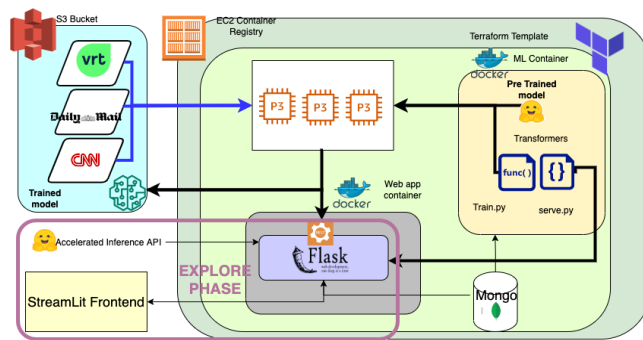 S3 Bucket
EC2 Container
Registry
Terraform Template
ML Container
docker
vrt
Daily Mail
CNN
Trained
model
P3
P3
P3
Pre Trained
model
Transformers
func( )
{ }
Train.py
serve.py
docker
Web app
container
Accelerated Inference API
EXPLORE
PHASE
Flask
StreamLit Frontend
Mongo